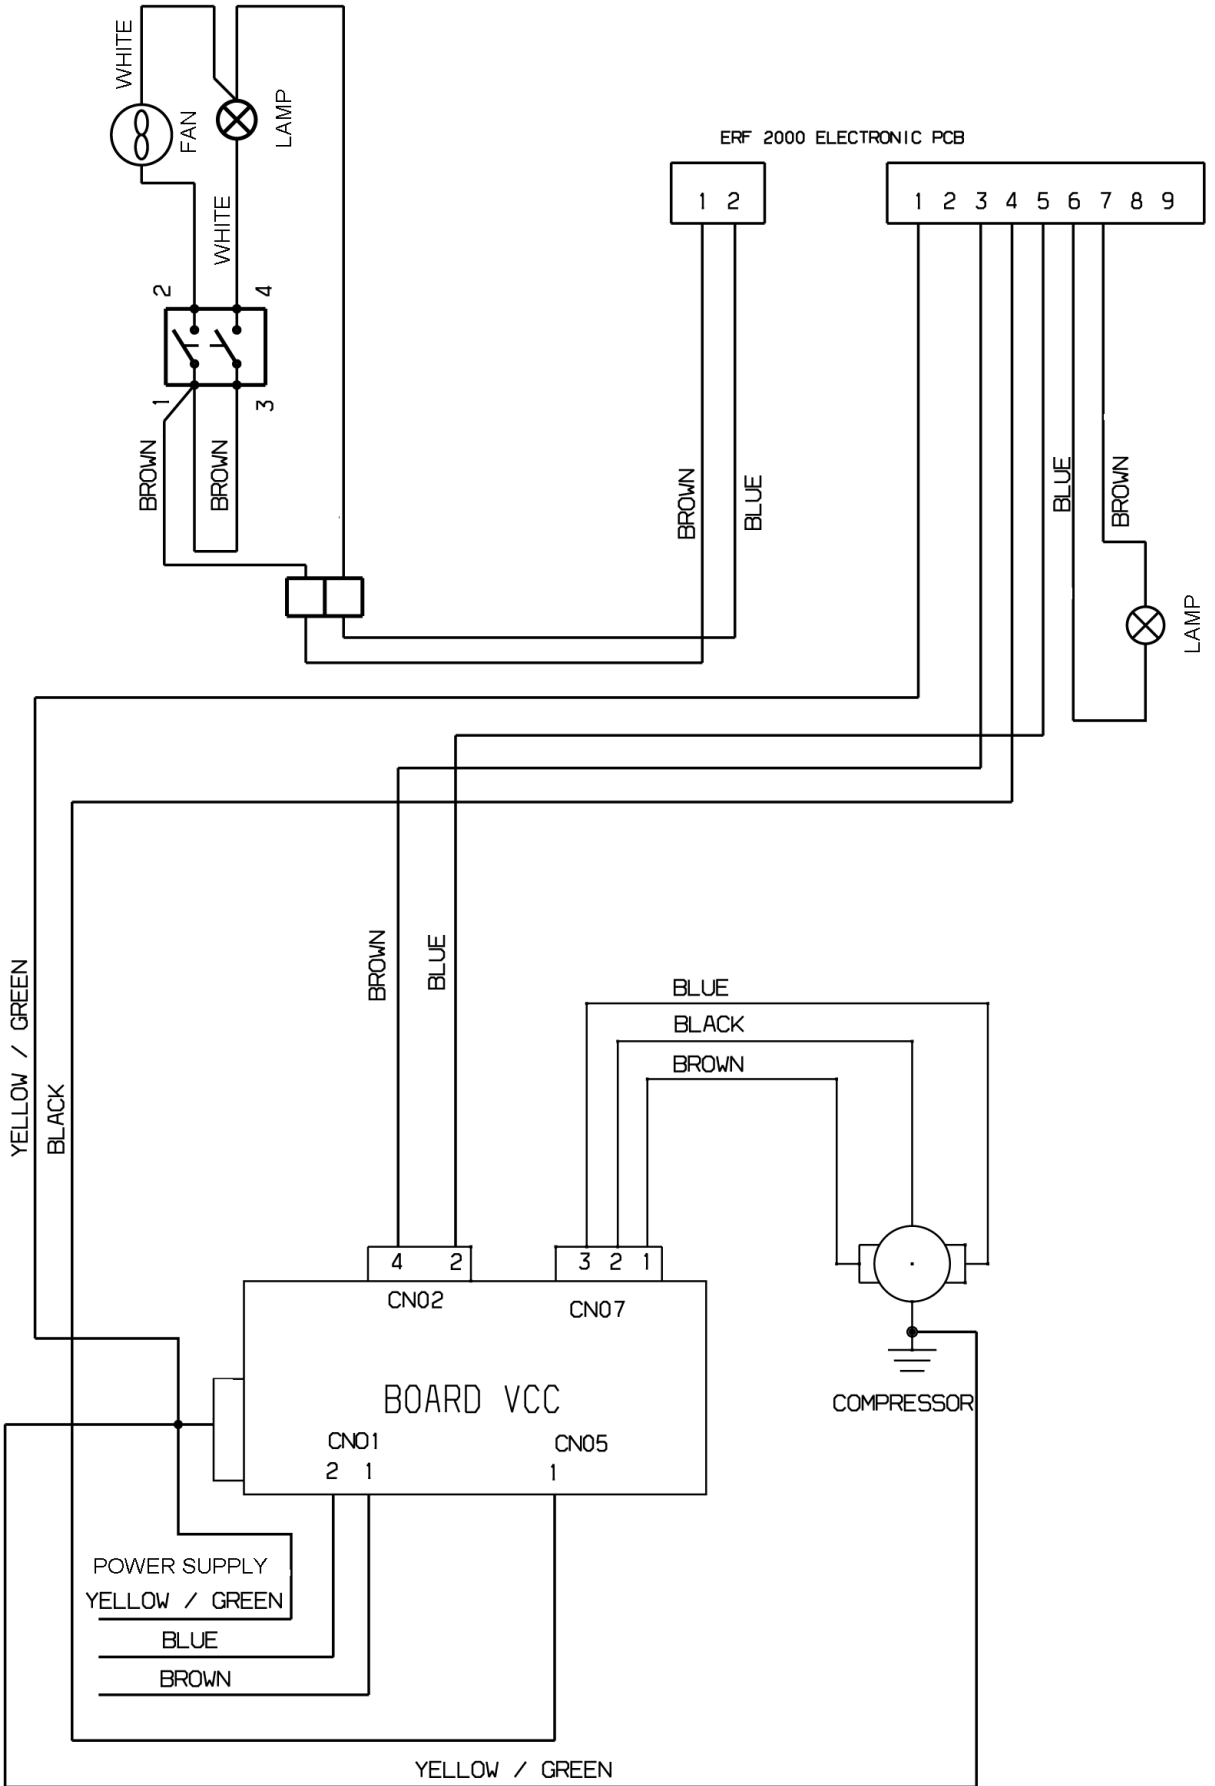 WHITE
FAN
LAMP
WHITE
2
4
1
3
BROWN
BROWN
ERF 2000 ELECTRONIC PCB
1 2
1 2 3 4 5 6 7 8 9
BROWN
BLUE
BLUE
BROWN
LAMP
YELLOW / GREEN
BLACK
BROWN
BLUE
BLUE
BLACK
BROWN
4 2
CN02
3 2 1
CN07
BOARD VCC
CN01
2 1
CN05
1
COMPRESSOR
POWER SUPPLY
YELLOW / GREEN
BLUE
BROWN
YELLOW / GREEN